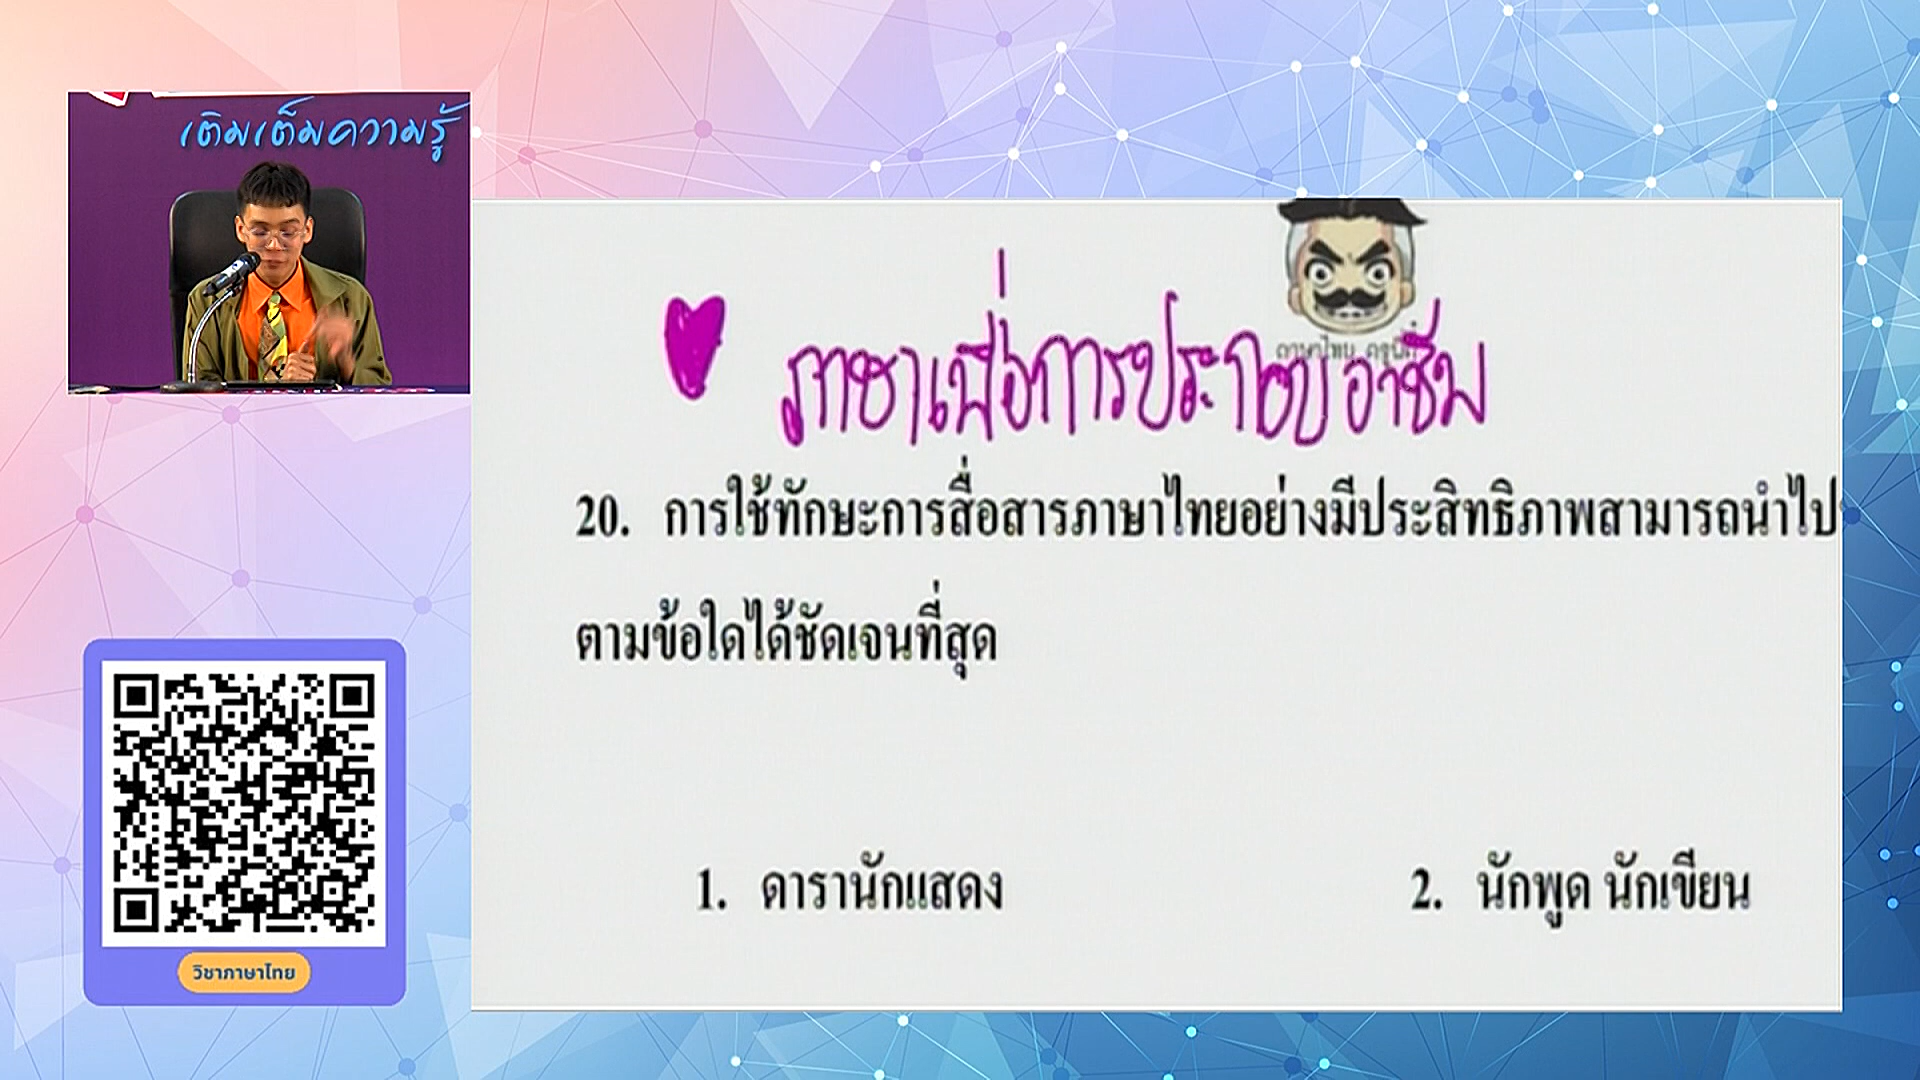 เติมเต็มความรู้
ภาษาเพื่อการประกอบอาชีพ
20. การใช้ทักษะการสื่อสารภาษาไทยอย่างมีประสิทธิภาพสามารถนำไป
ตามข้อใดได้ชัดเจนที่สุด
1. ดารานักแสดง
2. นักพูด นักเขียน
วิชาภาษาไทย